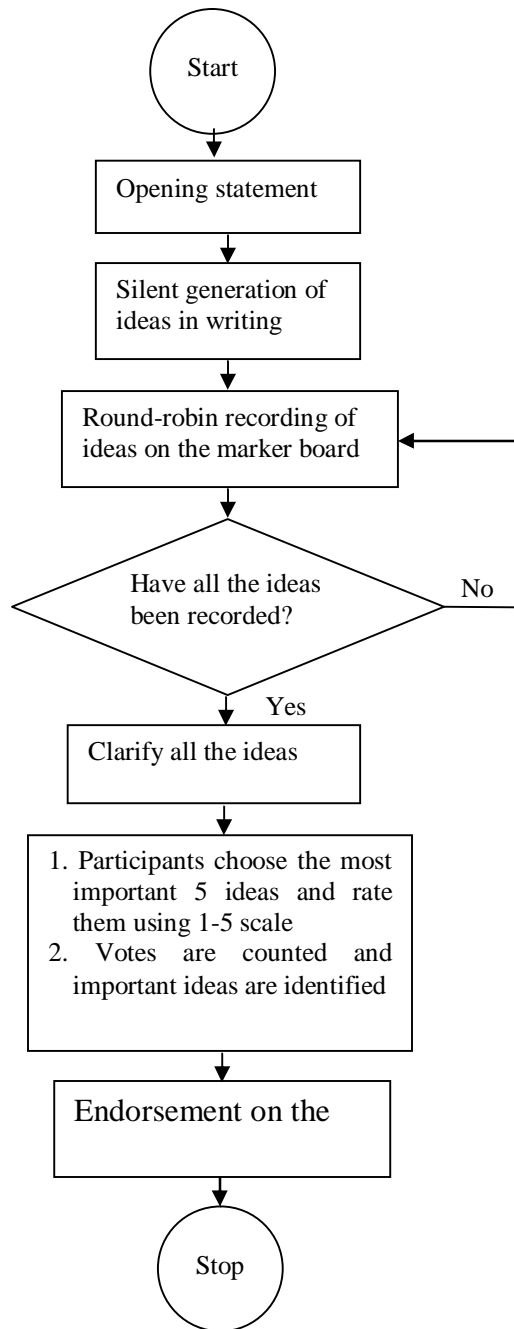 Start
Opening statement
Silent generation of
ideas in writing
Round-robin recording of
ideas on the marker board
Have all the ideas
been recorded?
No
Yes
Clarify all the ideas
1. Participants choose the most
important 5 ideas and rate
them using 1-5 scale
2. Votes are counted and
important ideas are identified
Endorsement on the
Stop